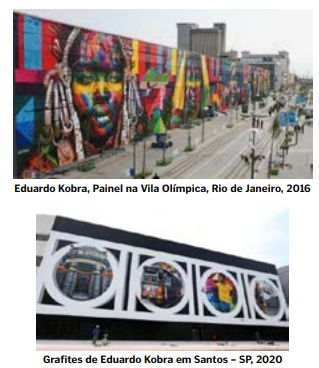 Eduardo Kobra, Painel na Vila Olímpica, Rio de Janeiro, 2016
Grafites de Eduardo Kobra em Santos – SP, 2020